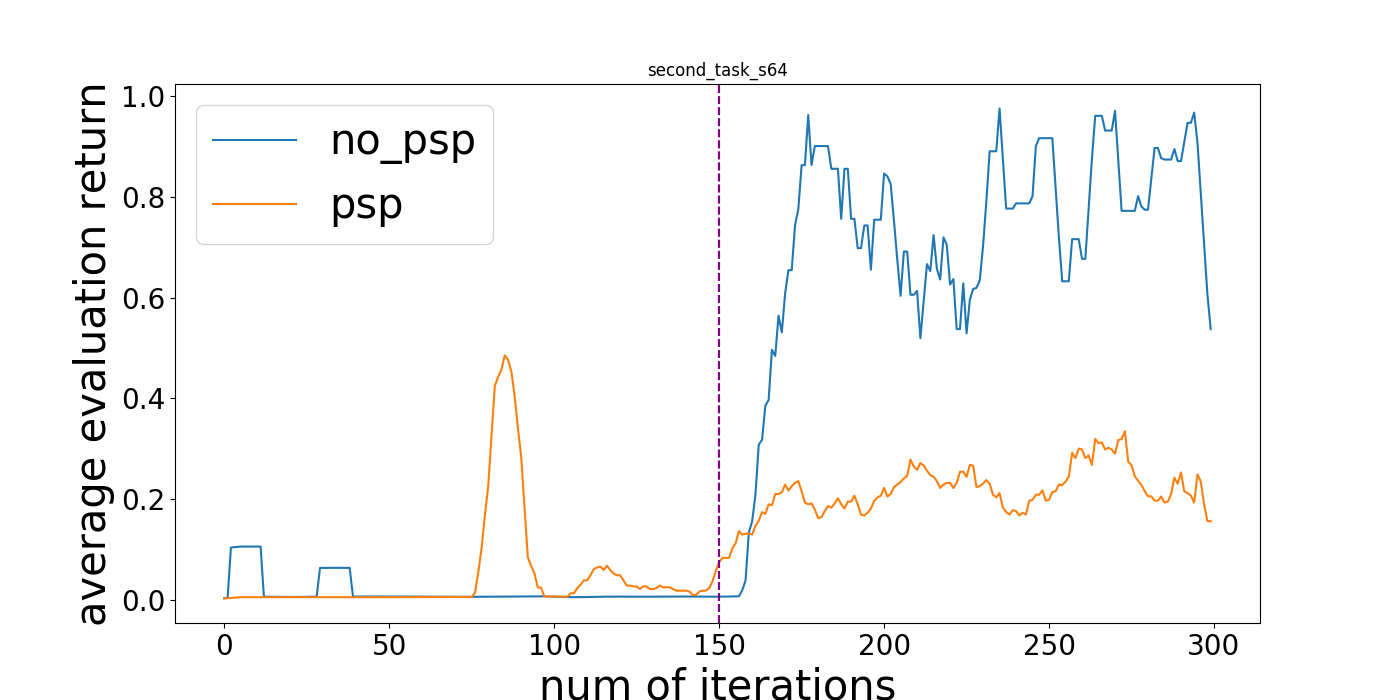 second_task_s64
average evaluation return
1.0
0.8
0.6
0.4
0.2
0.0
no_psp
psp
0 50 100 150 200 250 300
num of iterations